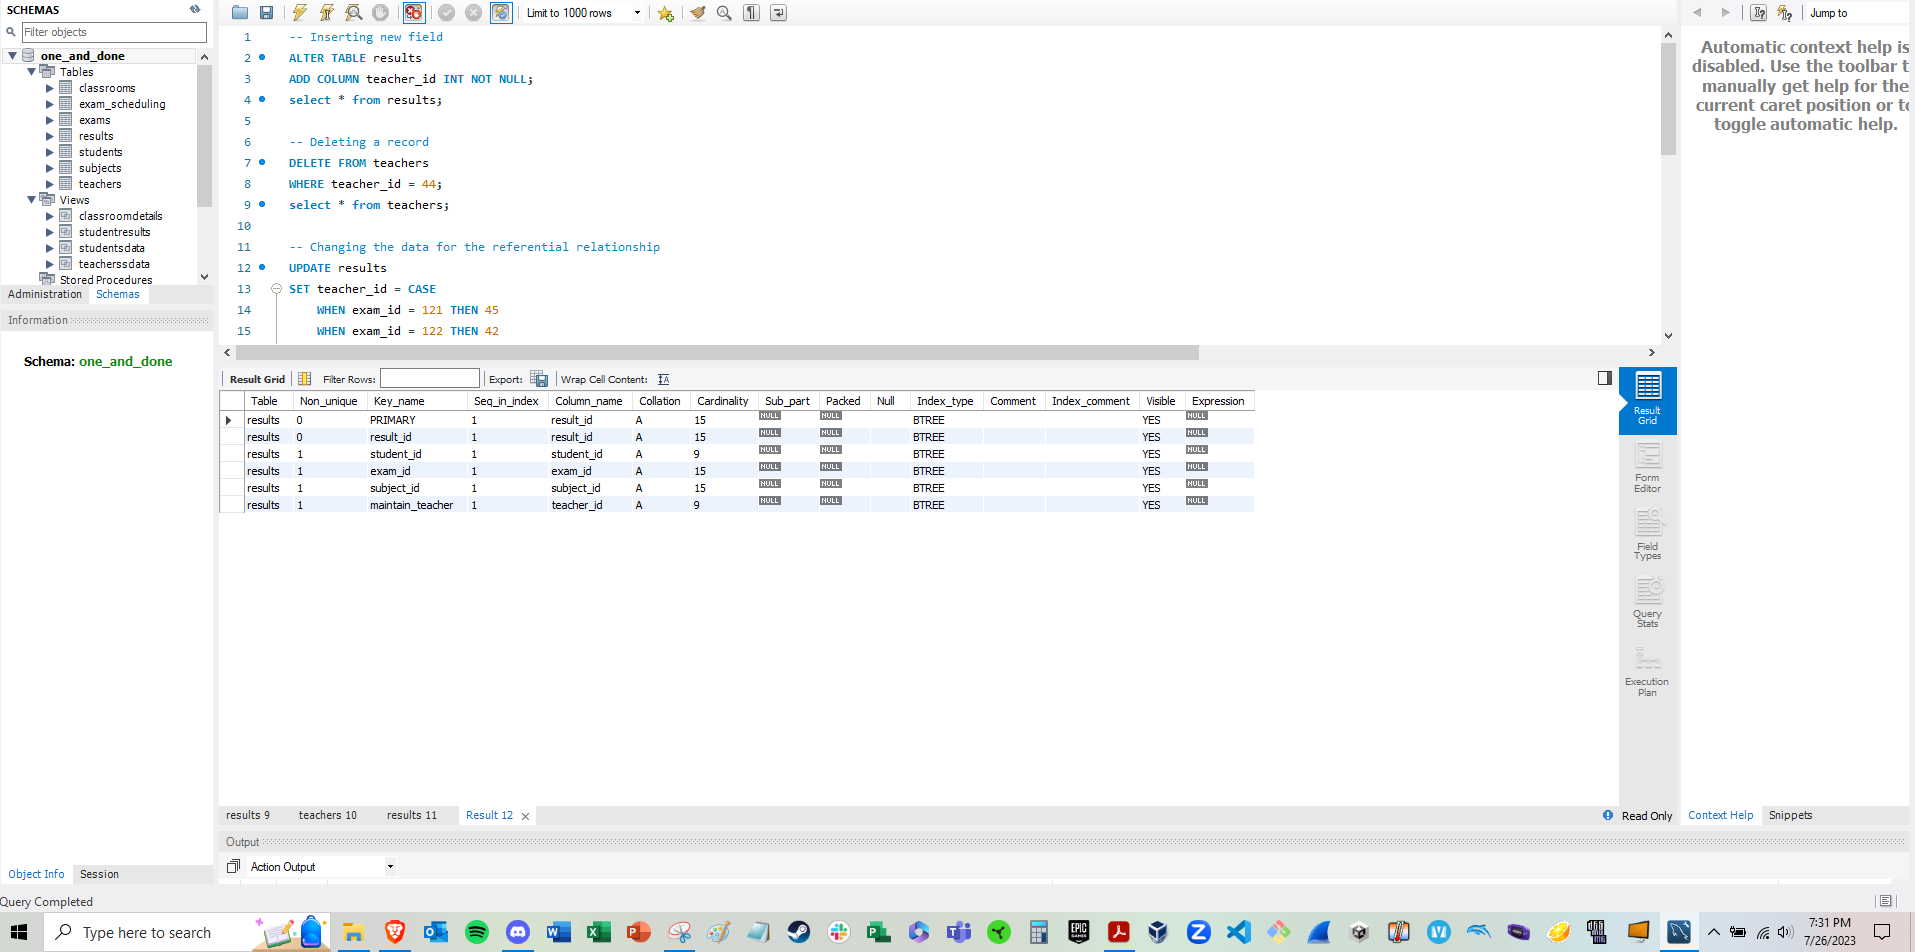 SCHEMAS
Filter objects
one_and_done
Tables
classrooms
exam_scheduling
exams
results
students
subjects
teachers
Views
classroomdetails
studentresults
studentsdata
teacherssdata
Stored Procedures
Administration Schemas
Information
Schema: one_and_done
Object Info Session
Query Completed
Limit to 1000 rows
1 -- Inserting new field
2 ALTER TABLE results
3 ADD COLUMN teacher_id INT NOT NULL;
4 select * from results;
5
6 -- Deleting a record
7 DELETE FROM teachers
8 WHERE teacher_id = 44;
9 select * from teachers;
10
11 -- Changing the data for the referential relationship
12 UPDATE results
13 SET teacher_id = CASE
14 WHEN exam_id = 121 THEN 45
15 WHEN exam_id = 122 THEN 42
Result Grid Filter Rows: Export: Wrap Cell Content:
Table Non_unique Key_name Seq_in_index Column_name Collation Cardinality Sub_part Packed Null Index_type Comment Index_comment Visible Expression
results 0 PRIMARY 1 result_id A 15 NULL NULL BTREE YES NULL
results 0 result_id 1 result_id A 15 NULL NULL BTREE YES NULL
results 1 student_id 1 student_id A 9 NULL NULL BTREE YES NULL
results 1 exam_id 1 exam_id A 15 NULL NULL BTREE YES NULL
results 1 subject_id 1 subject_id A 15 NULL NULL BTREE YES NULL
results 1 maintain_teacher 1 teacher_id A 9 NULL NULL BTREE YES NULL
Result
Grid
Form
Editor
Field
Types
Query
Stats
Execution
Plan
results 9 teachers 10 results 11 Result 12
Read Only
Output
Action Output
Jump to
Automatic context help is
disabled. Use the toolbar t
manually get help for the
current caret position or to
toggle automatic help.
Context Help Snippets
Type here to search
EPIC
GAMES
7:31 PM
7/26/2023